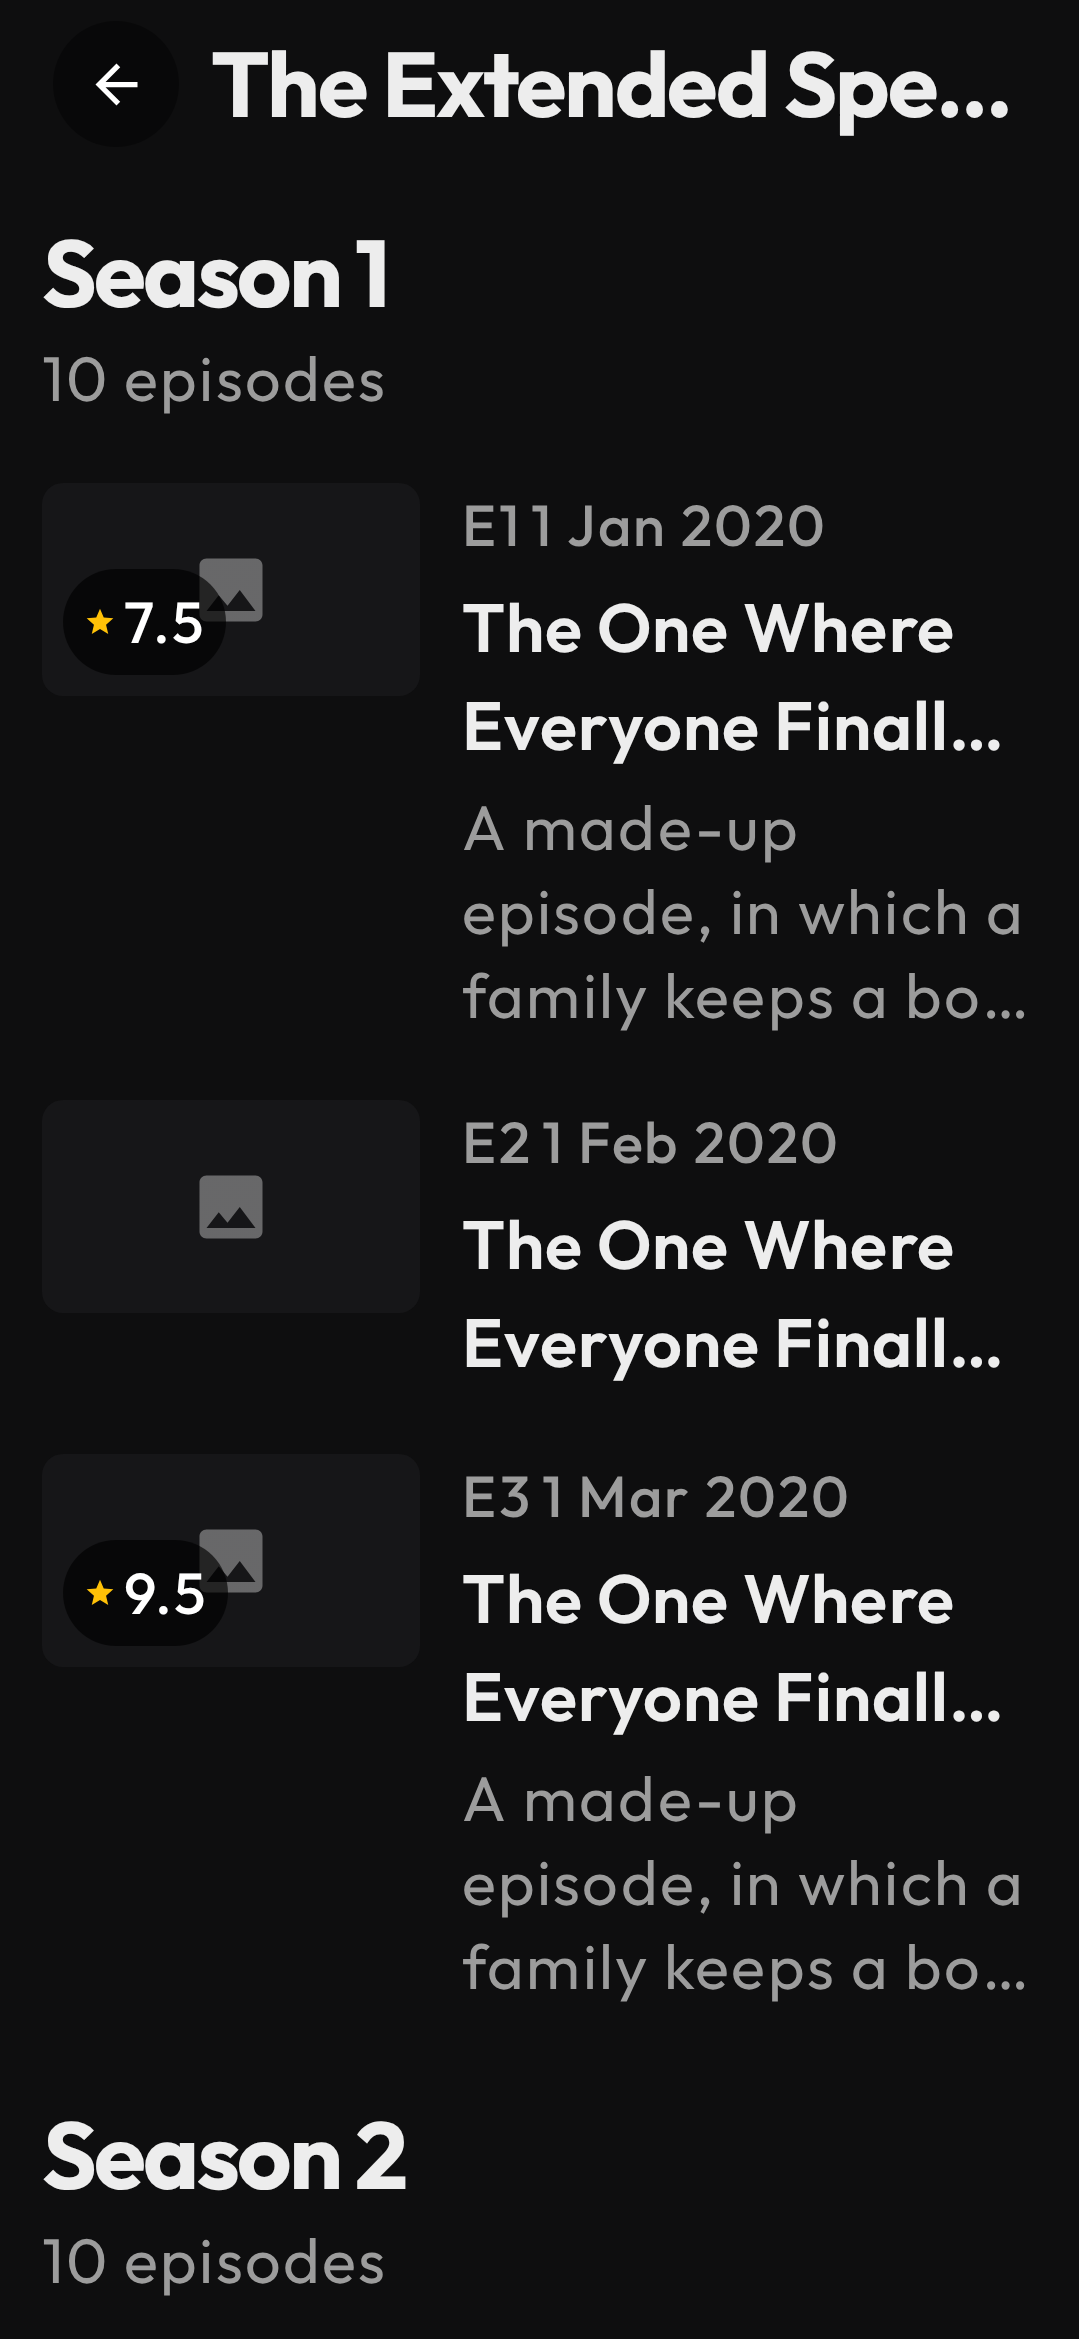 The Extended Spe...
Season 1
10 episodes
E1 1 Jan 2020
7.5
The One Where
Everyone Finall...
A made-up
episode, in which a
family keeps a bo...
E2 1 Feb 2020
The One Where
Everyone Finall...
E3 1 Mar 2020
9.5
The One Where
Everyone Finall...
A made-up
episode, in which a
family keeps a bo...
Season 2
10 episodes